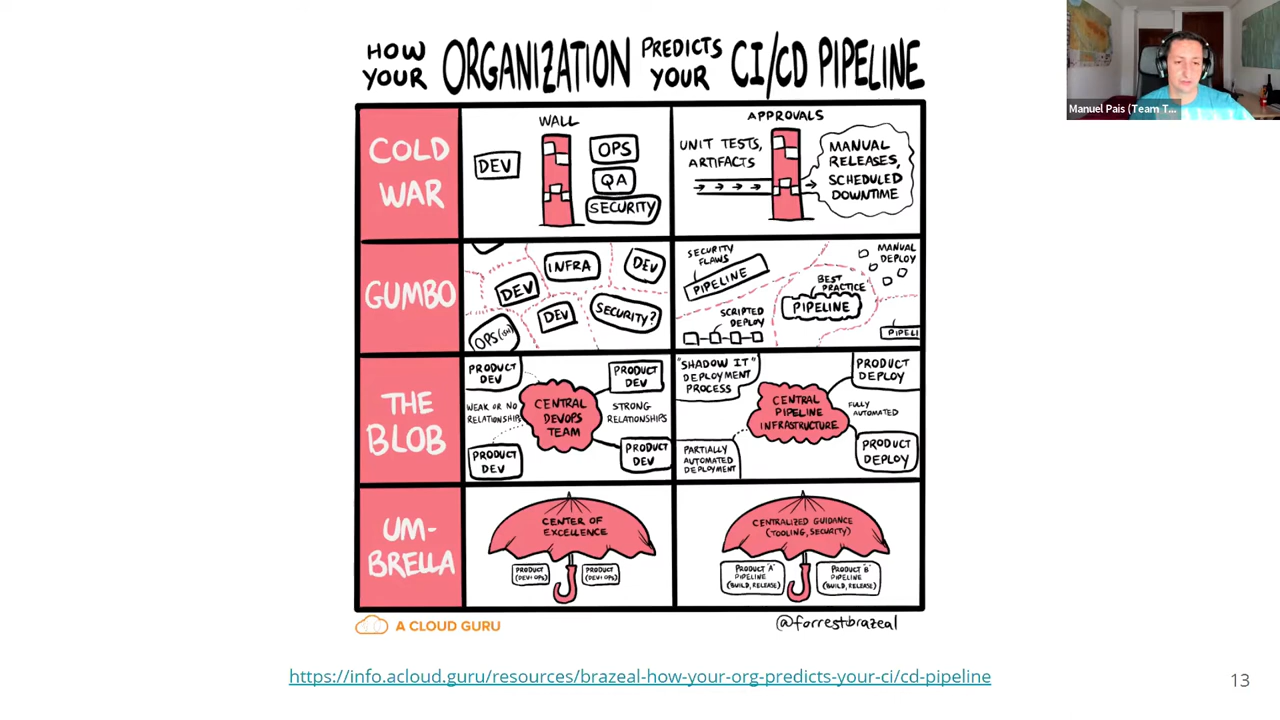 HOW YOUR ORGANIZATION PREDICTS YOUR CI/CD PIPELINE
Manuel Pais (Team T...
COLD
WAR
WALL
DEV
OPS
QA
SECURITY
APPROVALS
UNIT TESTS,
ARTIFACTS
MANUAL
RELEASES,
SCHEDULED
DOWNTIME
GUMBO
INFRA
DEV
DEV
DEV
SECURITY?
SECURITY
FLAWS
PIPELINE
SCRIPTED
DEPLOY
BEST
PRACTICE
PIPELINE
MANUAL
DEPLOY
PIPELI
THE
BLOB
PRODUCT
DEV
PRODUCT
DEV
WEAK OR NO
RELATIONSHIPS
CENTRAL
DEVOPS
TEAM
STRONG
RELATIONSHIPS
PRODUCT
DEV
PRODUCT
DEV
"SHADOW IT"
DEPLOYMENT
PROCESS
PRODUCT
DEPLOY
CENTRAL
PIPELINE
INFRASTRUCTURE
FULLY
AUTOMATED
PARTIALLY
AUTOMATED
DEPLOYMENT
PRODUCT
DEPLOY
UM-
BRELLA
CENTER OF
EXCELLENCE
PRODUCT
(DEV+OPS)
PRODUCT
(DEV+OPS)
CENTRALIZED GUIDANCE
(TOOLING, SECURITY)
PRODUCT "A"
PIPELINE
(BUILD, RELEASE)
PRODUCT "B"
PIPELINE
(BUILD, RELEASE)
A CLOUD GURU
@forrestbrazeal
https://info.acloud.guru/resources/brazeal-how-your-org-predicts-your-ci/cd-pipeline
13